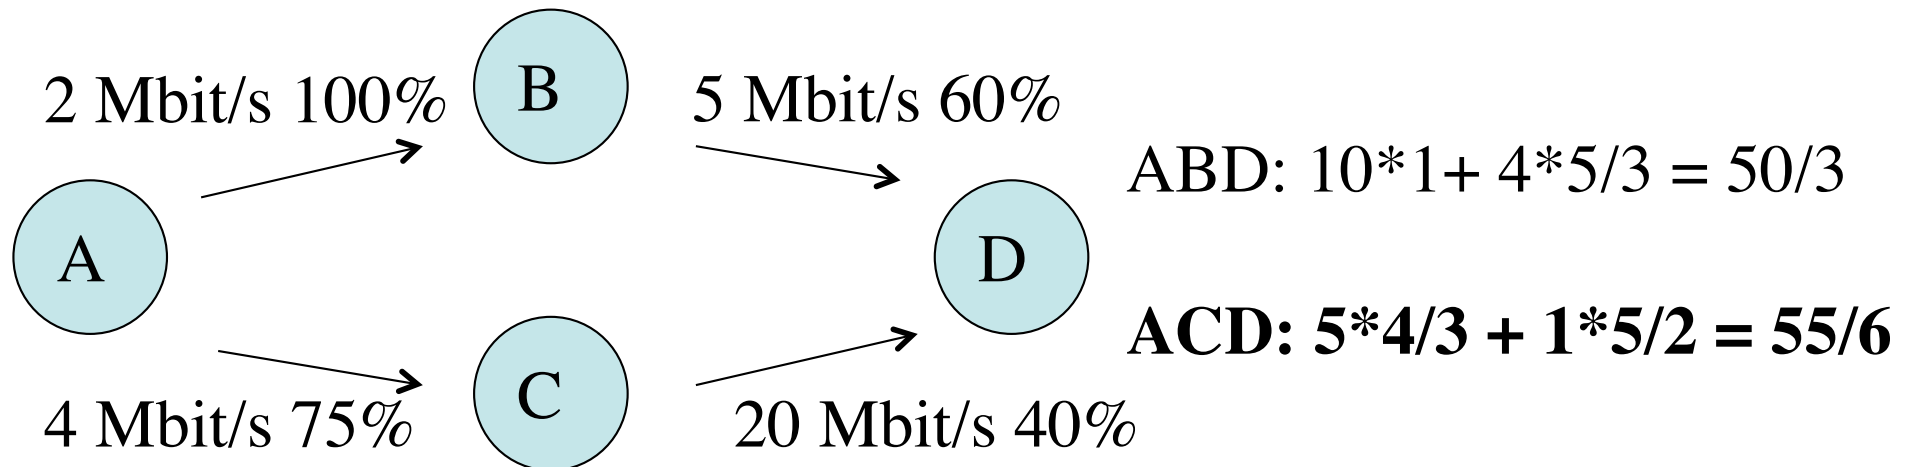 2 Mbit/s 100%
B
5 Mbit/s 60%
ABD: 10*1+ 4*5/3 = 50/3
A
D
ACD: 5*4/3 + 1*5/2 = 55/6
C
4 Mbit/s 75%
20 Mbit/s 40%